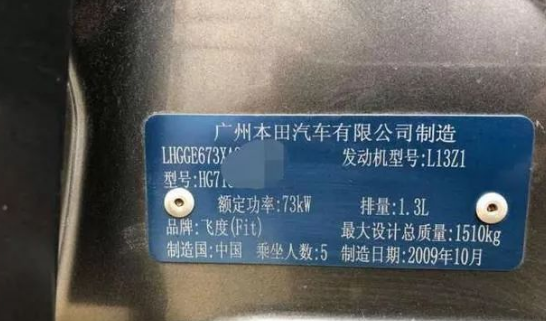 广州本田汽车有限公司制造
LHGGE673X 发动机型号:L13Z1
型号:HG71
额定功率:73kW 排量:1.3L
品牌:飞度(Fit) 最大设计总质量:1510kg
制造国:中国 乘坐人数:5 制造日期:2009年10月